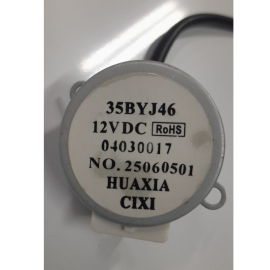 35BYJ46
12VDC RoHS
04030017
NO.25060501
HUAXIA
CIXI